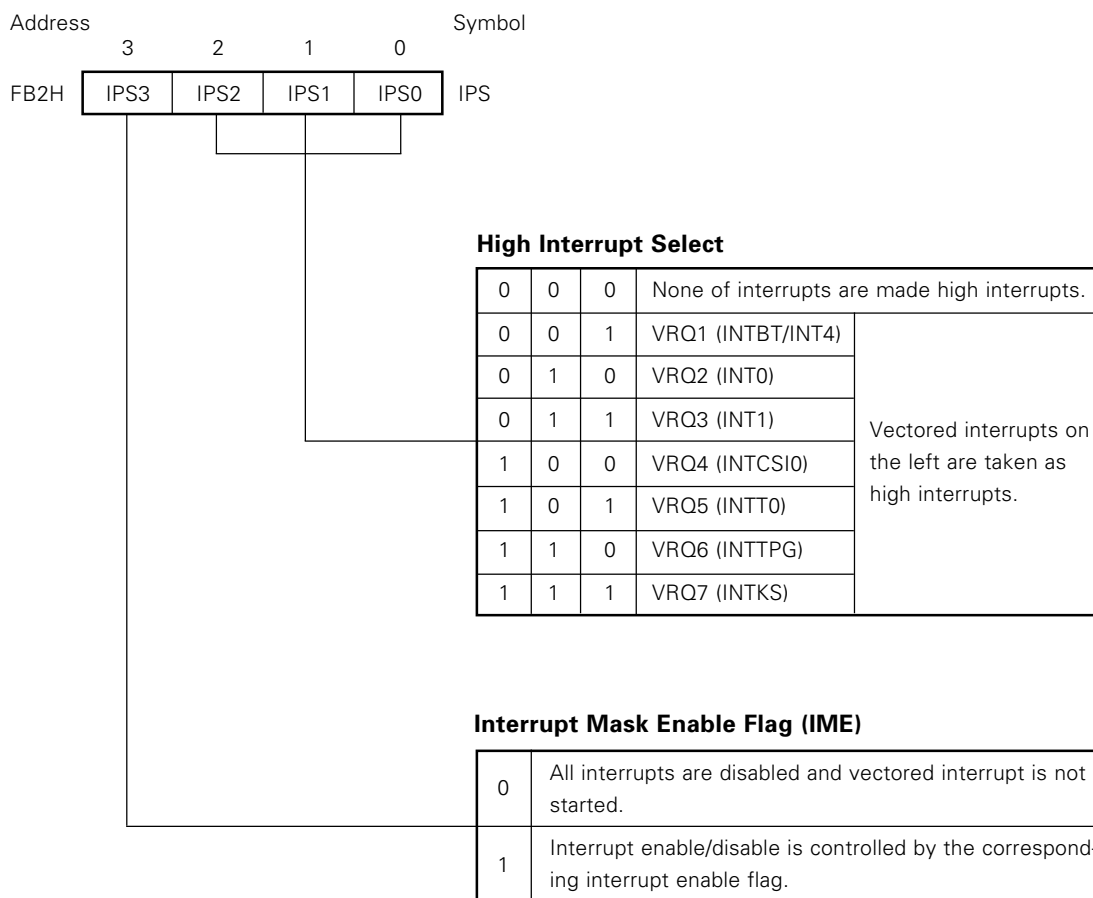 Address Symbol
3 2 1 0
FB2H IPS3 IPS2 IPS1 IPS0 IPS
High Interrupt Select
0 0 0 None of interrupts are made high interrupts.
0 0 1 VRQ1 (INTBT/INT4)
0 1 0 VRQ2 (INT0)
0 1 1 VRQ3 (INT1)
1 0 0 VRQ4 (INTCSI0)
1 0 1 VRQ5 (INTT0)
1 1 0 VRQ6 (INTTPG)
1 1 1 VRQ7 (INTKS)
Vectored interrupts on
the left are taken as
high interrupts.
Interrupt Mask Enable Flag (IME)
0 All interrupts are disabled and vectored interrupt is not
started.
1 Interrupt enable/disable is controlled by the correspond-
ing interrupt enable flag.